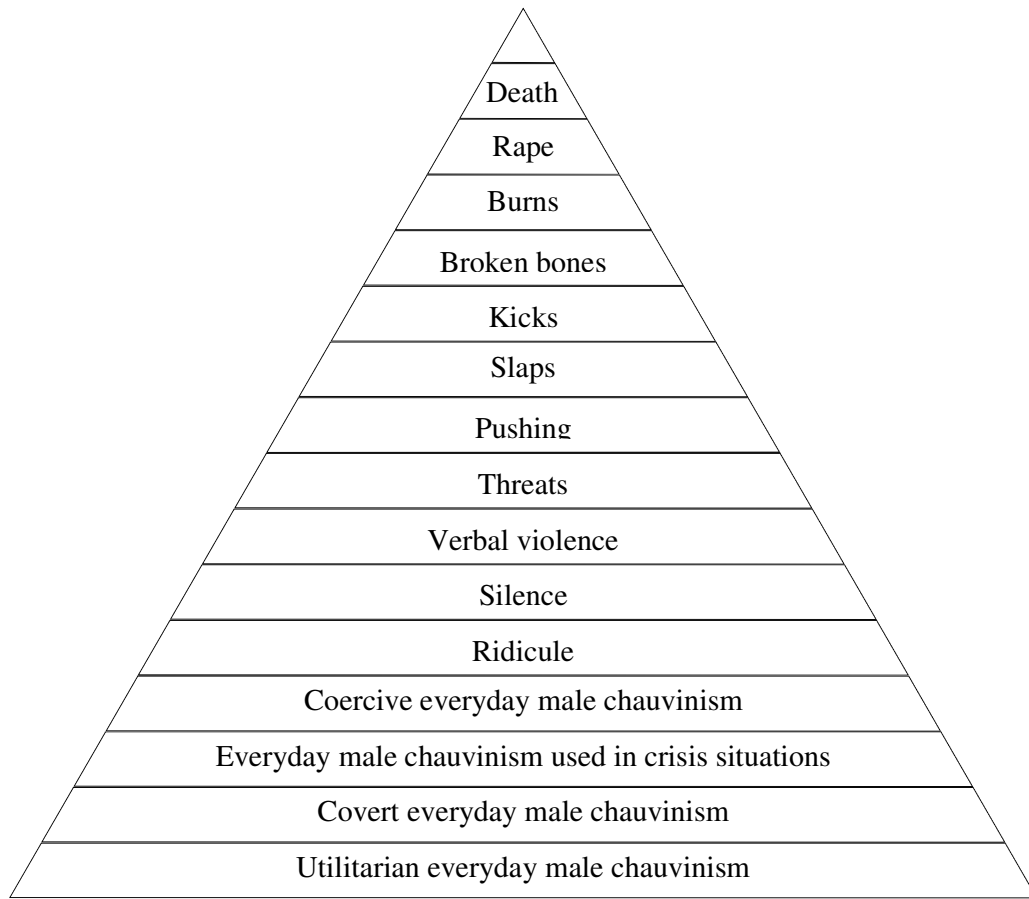 Death
Rape
Burns
Broken bones
Kicks
Slaps
Pushing
Threats
Verbal violence
Silence
Ridicule
Coercive everyday male chauvinism
Everyday male chauvinism used in crisis situations
Covert everyday male chauvinism
Utilitarian everyday male chauvinism